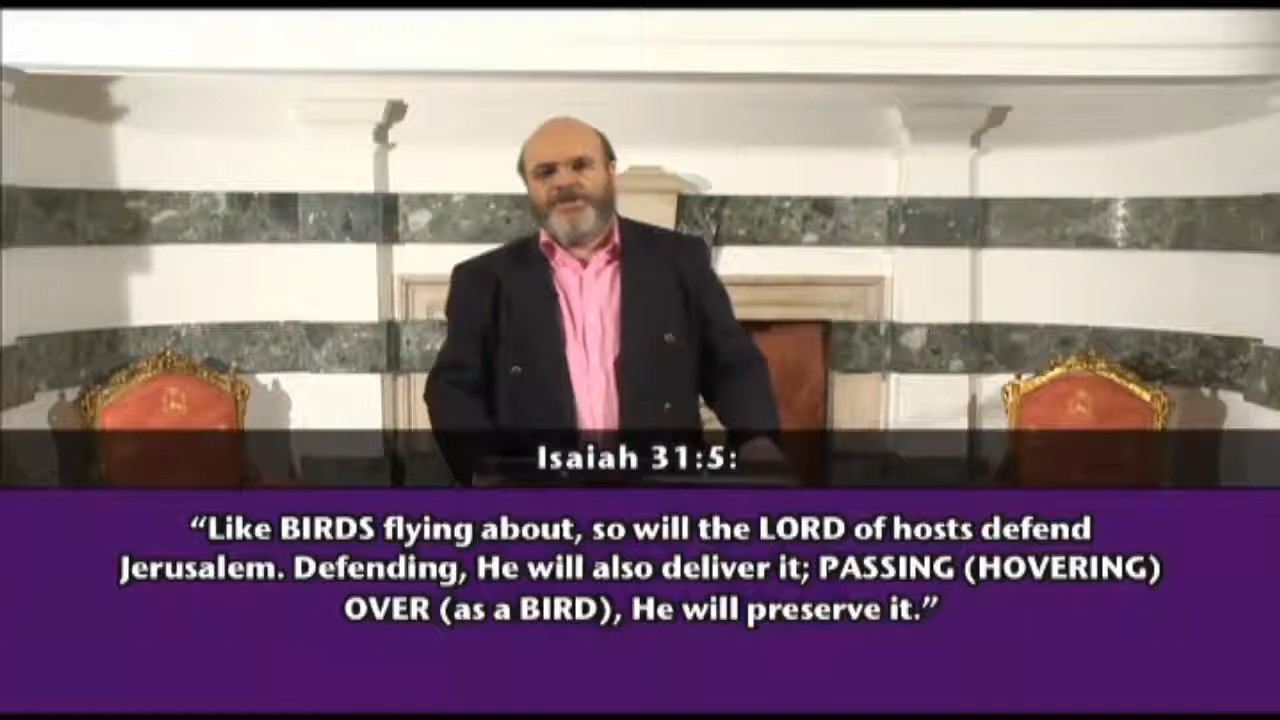 Isaiah 31:5:
“Like BIRDS flying about, so will the LORD of hosts defend
Jerusalem. Defending, He will also deliver it; PASSING (HOVERING)
OVER (as a BIRD), He will preserve it.”